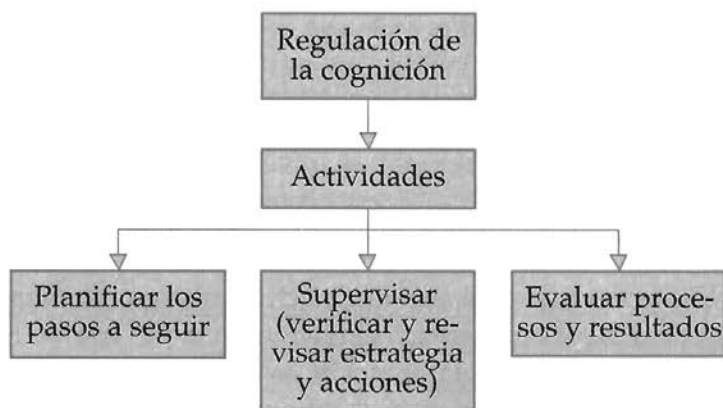 Regulación de
la cognición
Actividades
Planificar los
pasos a seguir
Supervisar
(verificar y re-
visar estrategia
y acciones)
Evaluar proce-
sos y resultados